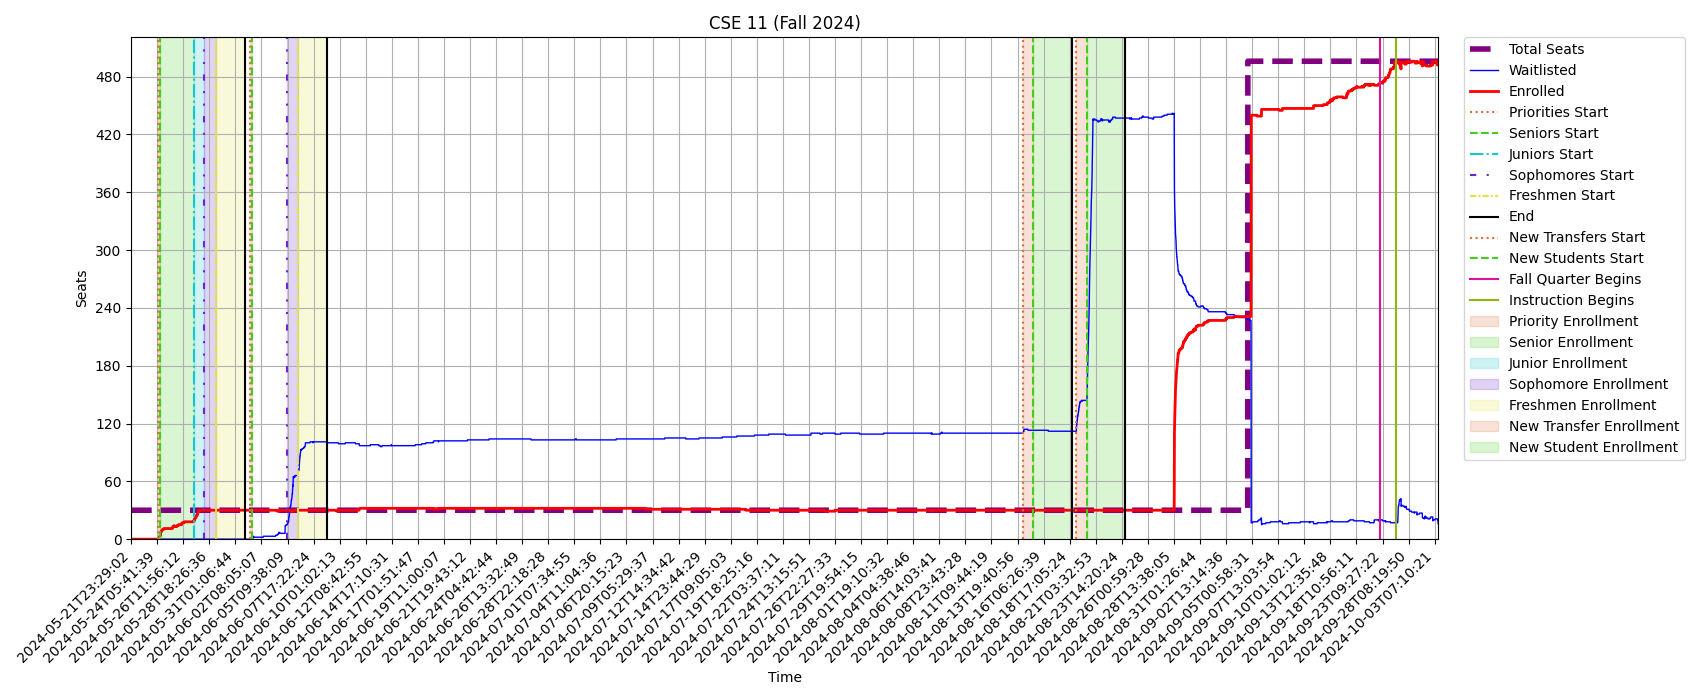 CSE 11 (Fall 2024)
Seats
480
420
360
300
240
180
120
60
0
2024-05-21T23:29:02
2024-05-24T05:41:39
2024-05-26T11:56:12
2024-05-28T18:26:36
2024-05-31T01:06:44
2024-06-02T08:05:07
2024-06-05T09:38:09
2024-06-07T17:22:24
2024-06-10T01:02:13
2024-06-12T08:42:55
2024-06-14T17:10:31
2024-06-17T01:51:47
2024-06-19T11:00:07
2024-06-21T19:43:12
2024-06-24T04:42:44
2024-06-26T13:32:49
2024-06-28T22:18:28
2024-07-01T07:34:55
2024-07-04T11:04:36
2024-07-06T20:15:23
2024-07-09T05:29:37
2024-07-12T14:34:42
2024-07-14T23:44:29
2024-07-17T09:05:03
2024-07-19T18:25:16
2024-07-22T03:37:11
2024-07-24T13:15:51
2024-07-26T22:27:33
2024-07-29T19:54:15
2024-08-01T19:10:32
2024-08-04T04:38:46
2024-08-06T14:03:41
2024-08-08T23:43:28
2024-08-11T09:44:19
2024-08-13T19:40:56
2024-08-16T06:26:39
2024-08-18T17:05:24
2024-08-21T03:32:53
2024-08-23T14:20:24
2024-08-26T00:59:28
2024-08-28T13:38:05
2024-08-31T01:26:44
2024-09-02T13:14:36
2024-09-05T00:58:31
2024-09-07T13:03:54
2024-09-10T01:02:12
2024-09-13T12:35:48
2024-09-18T10:56:11
2024-09-23T09:27:22
2024-09-28T08:19:50
2024-10-03T07:10:21
Time
Total Seats
Waitlisted
Enrolled
Priorities Start
Seniors Start
Juniors Start
Sophomores Start
Freshmen Start
End
New Transfers Start
New Students Start
Fall Quarter Begins
Instruction Begins
Priority Enrollment
Senior Enrollment
Junior Enrollment
Sophomore Enrollment
Freshmen Enrollment
New Transfer Enrollment
New Student Enrollment